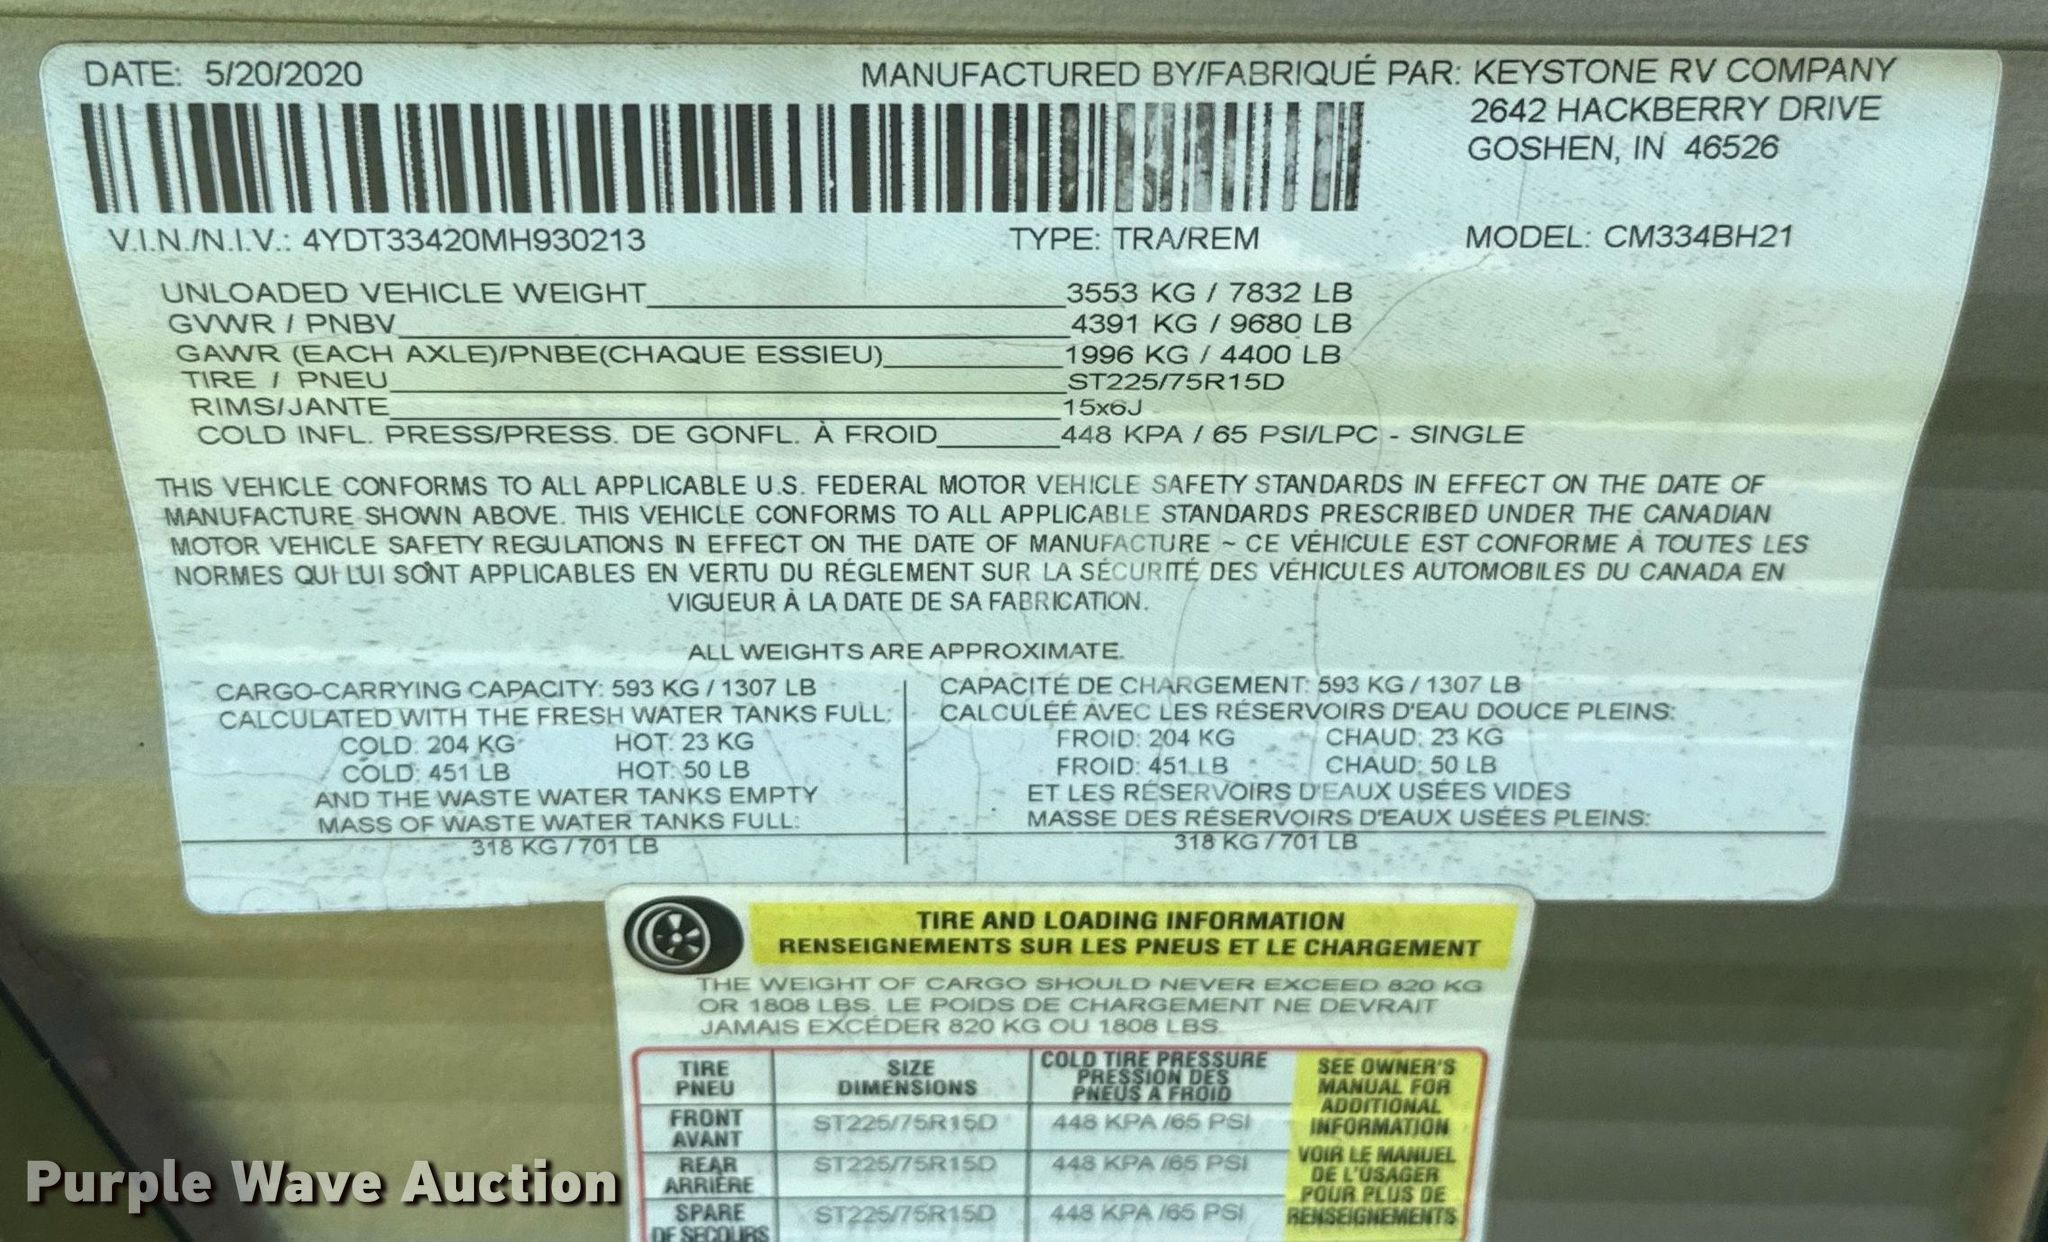 DATE: 5/20/2020
MANUFACTURED BY/FABRIQUÉ PAR: KEYSTONE RV COMPANY
2642 HACKBERRY DRIVE
GOSHEN, IN 46526
V.I.N./N.I.V.: 4YDT33420MH930213
TYPE: TRA/REM
MODEL: CM334BH21
UNLOADED VEHICLE WEIGHT 3553 KG / 7832 LB
GVWR / PNBV 4391 KG / 9680 LB
GAWR (EACH AXLE)/PNBE(CHAQUE ESSIEU) 1996 KG / 4400 LB
TIRE / PNEU ST225/75R15D
RIMS/JANTE 15x6J
COLD INFL. PRESS/PRESS. DE GONFL. À FROID 448 KPA / 65 PSI/LPC - SINGLE
THIS VEHICLE CONFORMS TO ALL APPLICABLE U.S. FEDERAL MOTOR VEHICLE SAFETY STANDARDS IN EFFECT ON THE DATE OF
MANUFACTURE SHOWN ABOVE. THIS VEHICLE CONFORMS TO ALL APPLICABLE STANDARDS PRESCRIBED UNDER THE CANADIAN
MOTOR VEHICLE SAFETY REGULATIONS IN EFFECT ON THE DATE OF MANUFACTURE ~ CE VÉHICULE EST CONFORME À TOUTES LES
NORMES QUI LUI SONT APPLICABLES EN VERTU DU RÉGLEMENT SUR LA SÉCURITÉ DES VÉHICULES AUTOMOBILES DU CANADA EN
VIGUEUR À LA DATE DE SA FABRICATION.
ALL WEIGHTS ARE APPROXIMATE.
CARGO-CARRYING CAPACITY: 593 KG / 1307 LB
CALCULATED WITH THE FRESH WATER TANKS FULL:
COLD: 204 KG HOT: 23 KG
COLD: 451 LB HOT: 50 LB
AND THE WASTE WATER TANKS EMPTY
MASS OF WASTE WATER TANKS FULL:
318 KG / 701 LB
CAPACITÉ DE CHARGEMENT: 593 KG / 1307 LB
CALCULÉE AVEC LES RÉSERVOIRS D'EAU DOUCE PLEINS:
FROID: 204 KG CHAUD: 23 KG
FROID: 451 LB CHAUD: 50 LB
ET LES RÉSERVOIRS D'EAUX USÉES VIDES
MASSE DES RÉSERVOIRS D'EAUX USÉES PLEINS:
318 KG / 701 LB
TIRE AND LOADING INFORMATION
RENSEIGNEMENTS SUR LES PNEUS ET LE CHARGEMENT
THE WEIGHT OF CARGO SHOULD NEVER EXCEED 820 KG
OR 1808 LBS. LE POIDS DE CHARGEMENT NE DEVRAIT
JAMAIS EXCÉDER 820 KG OU 1808 LBS.
TIRE
PNEU
SIZE
DIMENSIONS
COLD TIRE PRESSURE
PRESSION DES
PNEUS A FROID
FRONT
AVANT
ST225/75R15D
448 KPA /65 PSI
REAR
ARRIÈRE
ST225/75R15D
448 KPA /65 PSI
SPARE
DE SECOURS
ST225/75R15D
448 KPA /65 PSI
SEE OWNER'S
MANUAL FOR
ADDITIONAL
INFORMATION
VOIR LE MANUEL
DE L'USAGER
POUR PLUS DE
RENSEIGNEMENTS
Purple Wave Auction